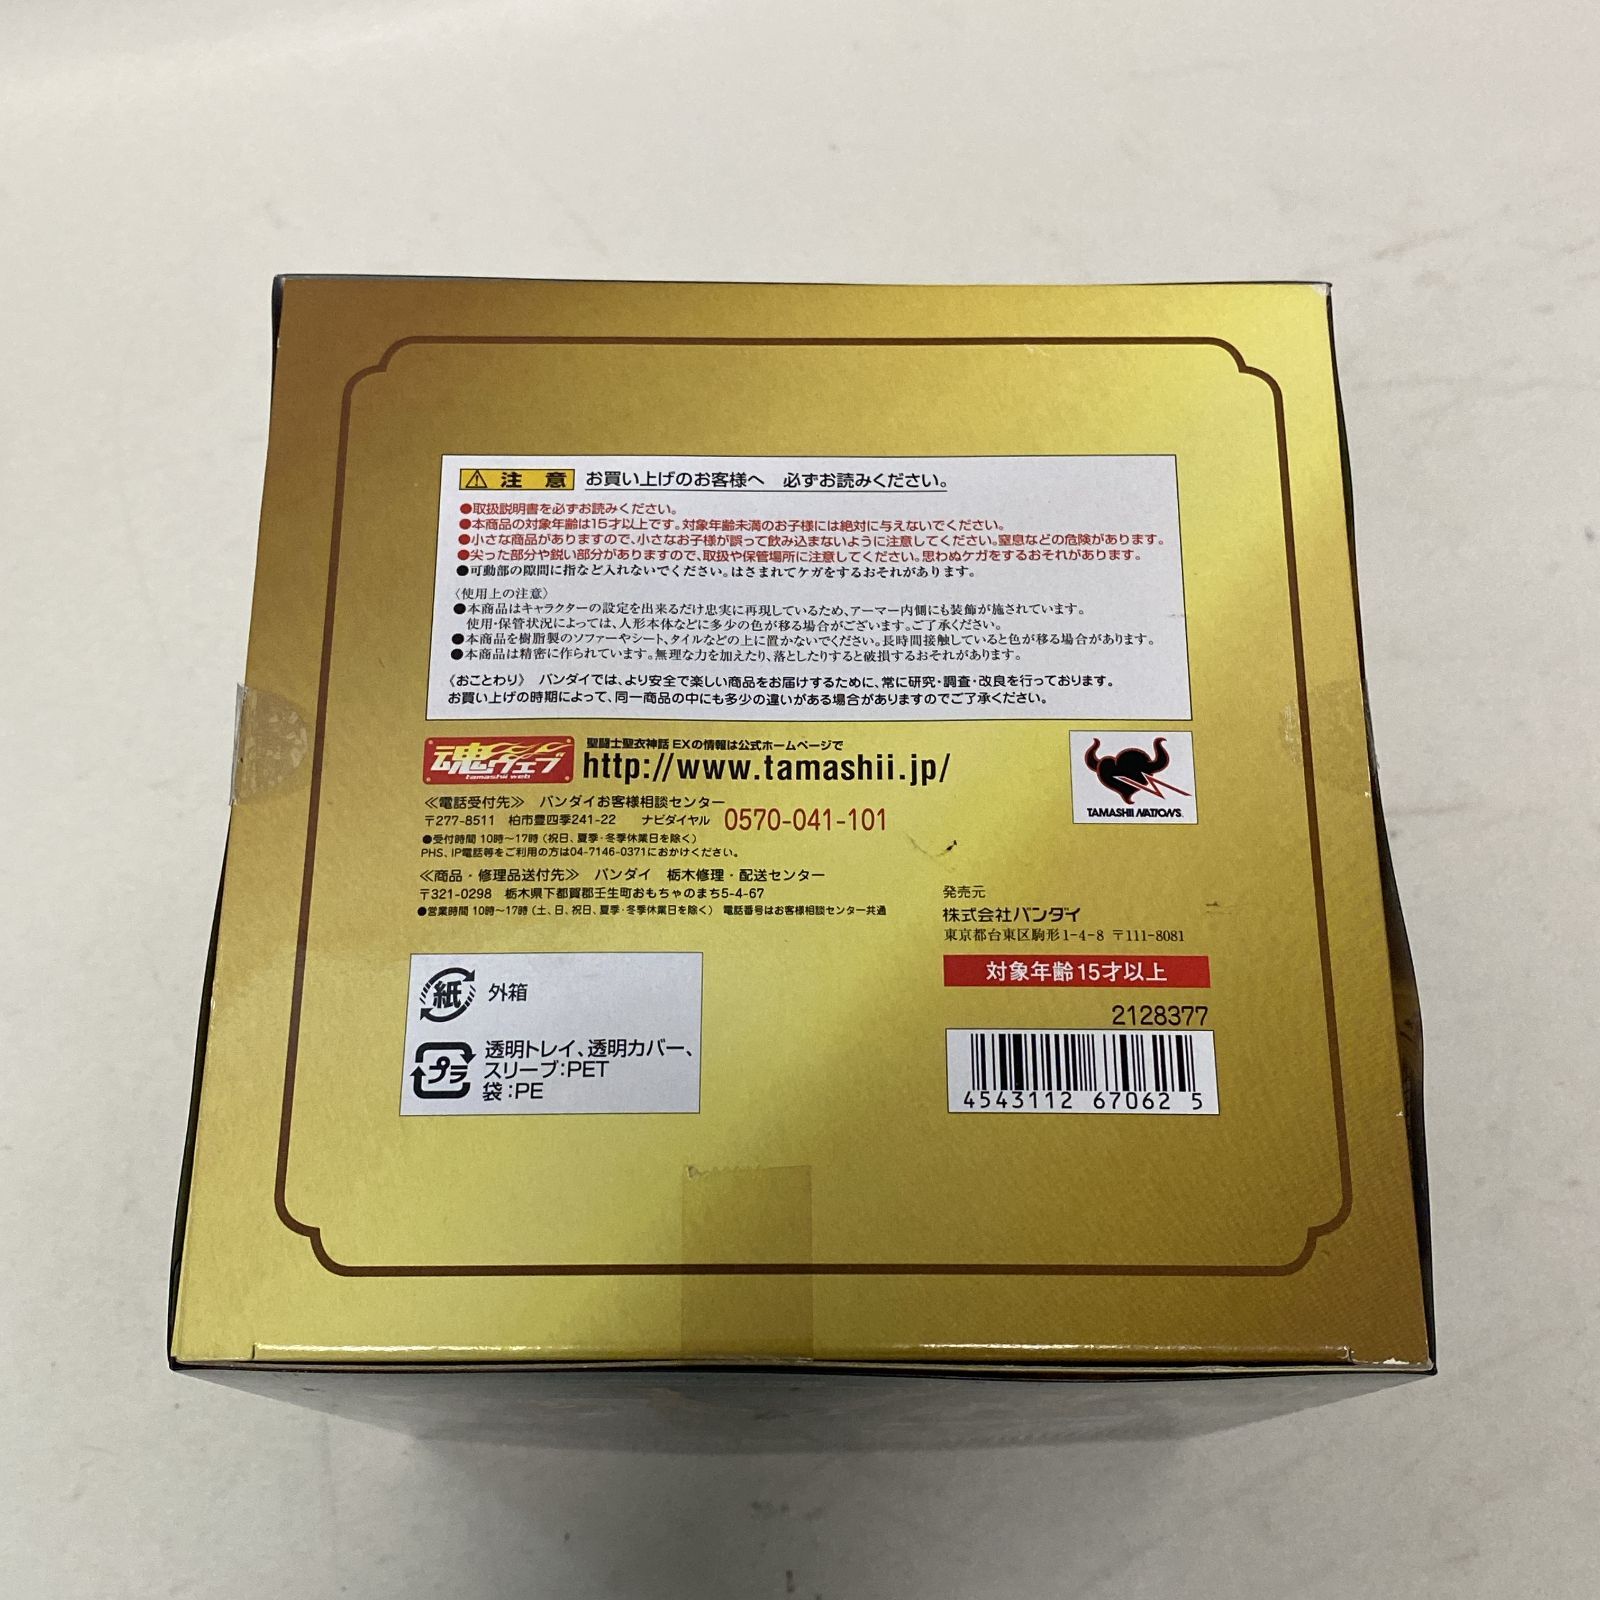 注意 お買い上げのお客様へ 必ずお読みください。
●取扱説明書を必ずお読みください。
●本商品の対象年齢は15才以上です。対象年齢未満のお子様には絶対に与えないでください。
●小さな商品がありますので、小さなお子様が誤って飲み込まないように注意してください。窒息などの危険があります。
●尖った部分や鋭い部分がありますので、取扱や保管場所に注意してください。思わぬケガをするおそれがあります。
●可動部の隙間に指など入れないでください。はさまれてケガをするおそれがあります。
〈使用上の注意〉
●本商品はキャラクターの設定を出来るだけ忠実に再現しているため、アーマー内側にも装飾が施されています。
使用・保管状況によっては、人形本体などに多少の色が移る場合がございます。ご了承ください。
●本商品を樹脂製のソファーやシート、タイルなどの上に置かないでください。長時間接触していると色が移る場合があります。
●本商品は精密に作られています。無理な力を加えたり、落としたりすると破損するおそれがあります。
《おことわり》 バンダイでは、より安全で楽しい商品をお届けするために、常に研究・調査・改良を行っております。
お買い上げの時期によって、同一商品の中にも多少の違いがある場合がありますのでご了承ください。
魂ウェブ
tamashii web
聖闘士聖衣神話 EXの情報は公式ホームページで
http://www.tamashii.jp/
TAMASHII NATIONS
≪電話受付先≫ バンダイお客様相談センター
〒277-8511 柏市豊四季241-22 ナビダイヤル 0570-041-101
●受付時間 10時～17時(祝日、夏季・冬季休業日を除く)
PHS、IP電話等をご利用の方は04-7146-0371におかけください。
≪商品・修理品送付先≫ バンダイ 栃木修理・配送センター
〒321-0298 栃木県下都賀郡壬生町おもちゃのまち5-4-67
●営業時間 10時～17時(土、日、祝日、夏季・冬季休業日を除く) 電話番号はお客様相談センター共通
発売元
株式会社バンダイ
東京都台東区駒形1-4-8 〒111-8081
対象年齢15才以上
2128377
4543112 67062 5
紙 外箱
プラ 透明トレイ、透明カバー、
スリーブ:PET
袋:PE